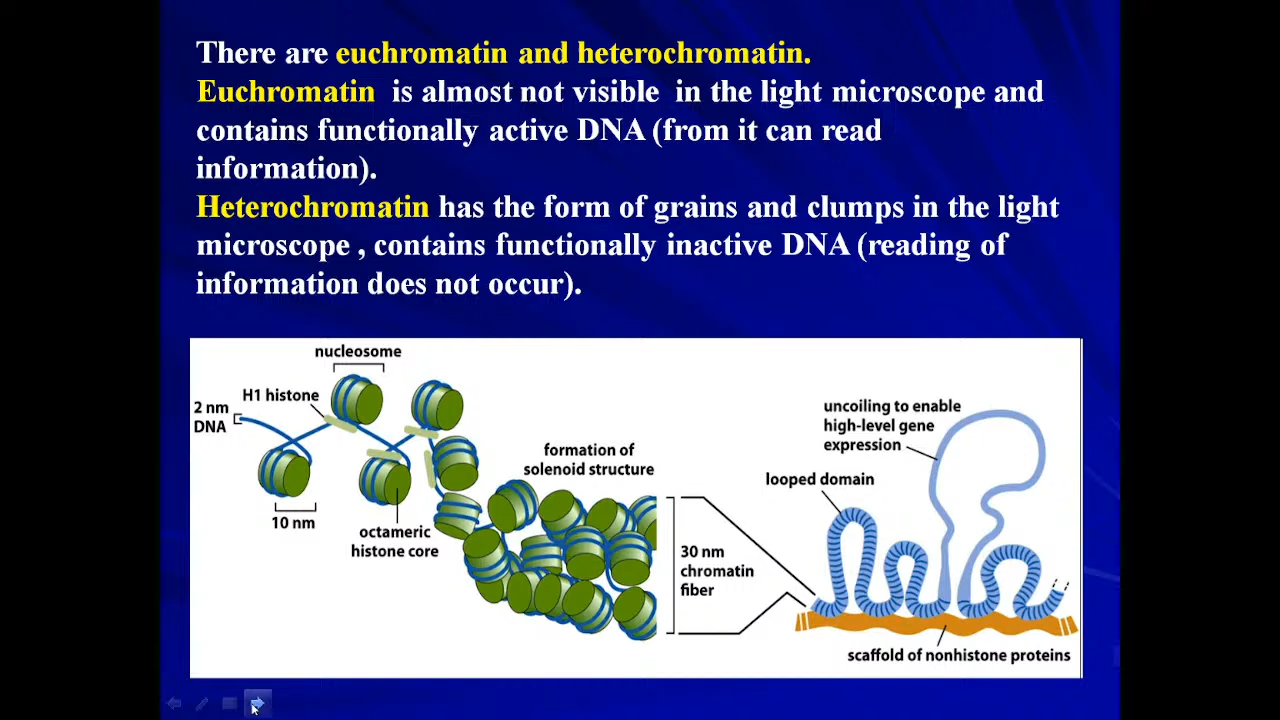 There are euchromatin and heterochromatin.
Euchromatin is almost not visible in the light microscope and
contains functionally active DNA (from it can read
information).
Heterochromatin has the form of grains and clumps in the light
microscope , contains functionally inactive DNA (reading of
information does not occur).
nucleosome
H1 histone
2 nm
DNA
10 nm
octameric
histone core
formation of
solenoid structure
30 nm
chromatin
fiber
uncoiling to enable
high-level gene
expression
looped domain
scaffold of nonhistone proteins